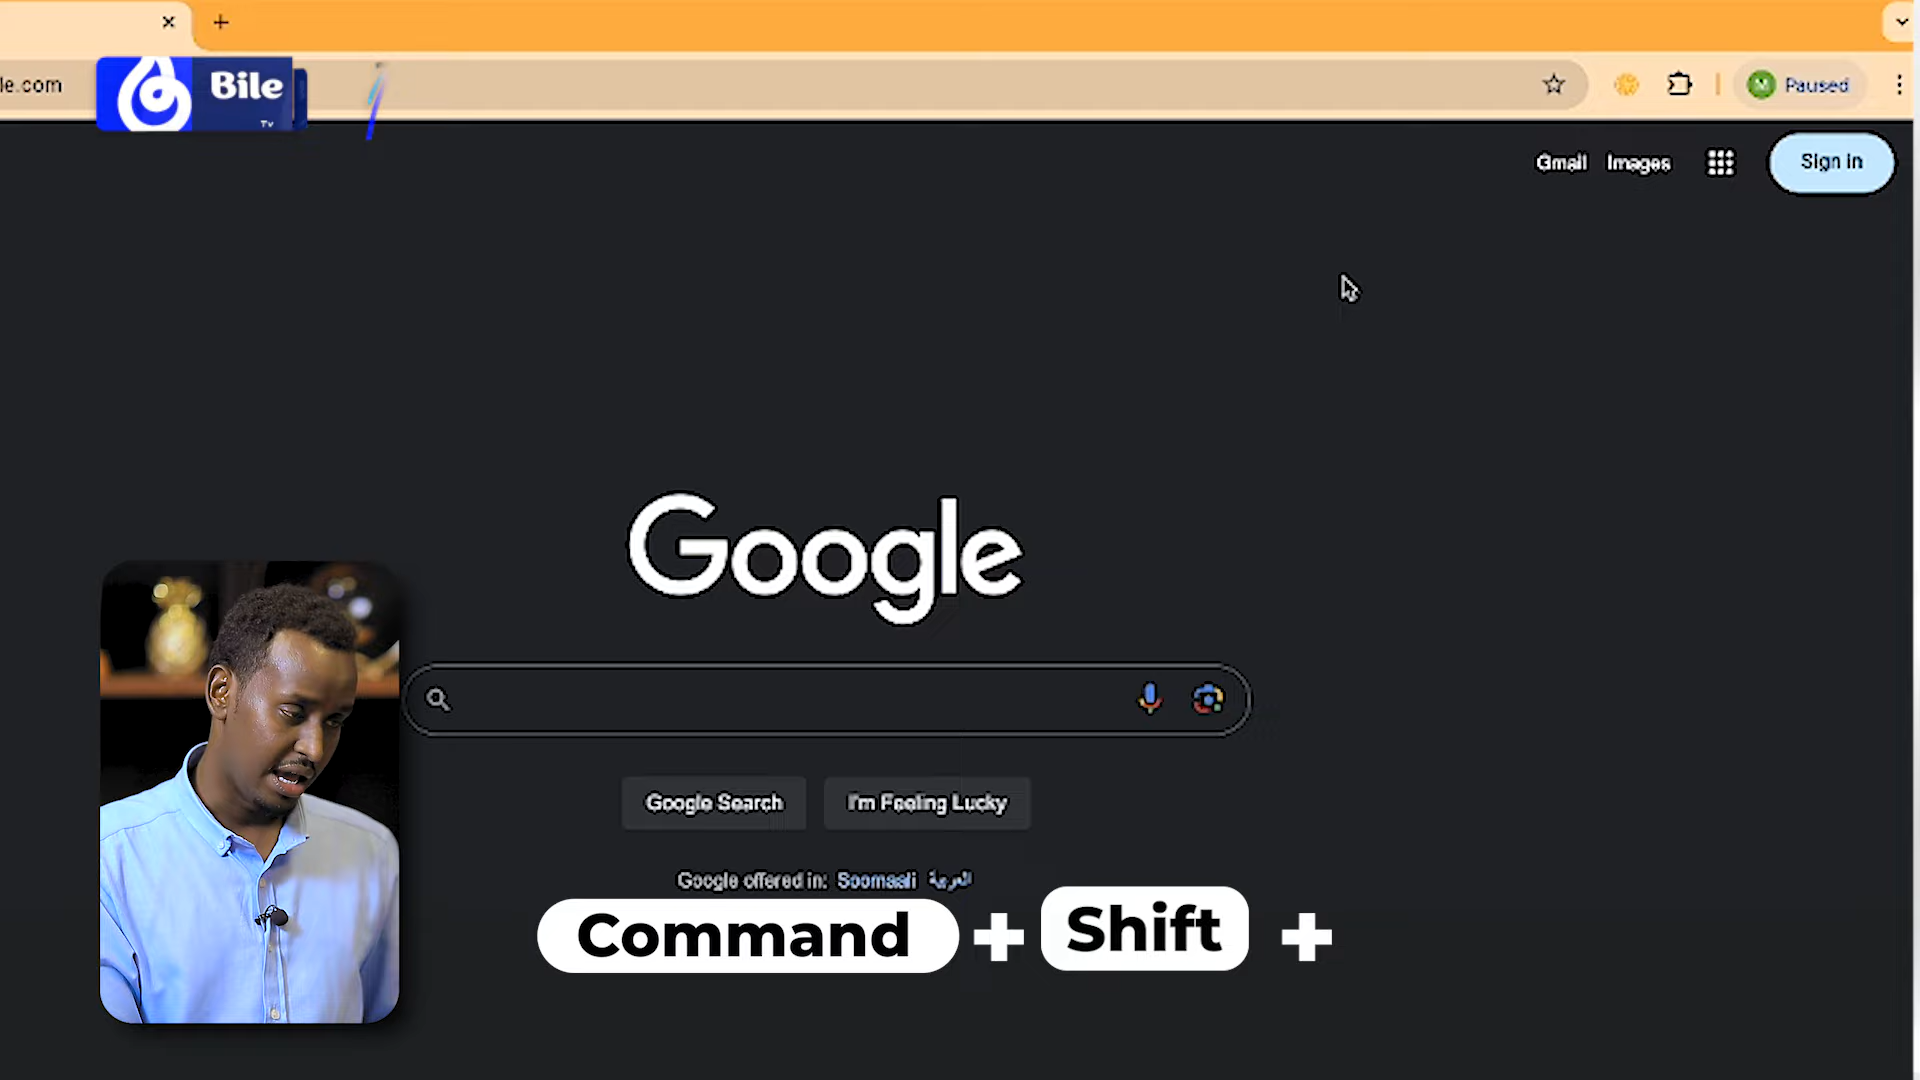 le.com
Bile
Tv
Paused
Gmail Images
Sign in
Google
Google Search I'm Feeling Lucky
Google offered in: Soomaali العربية
Command + Shift +